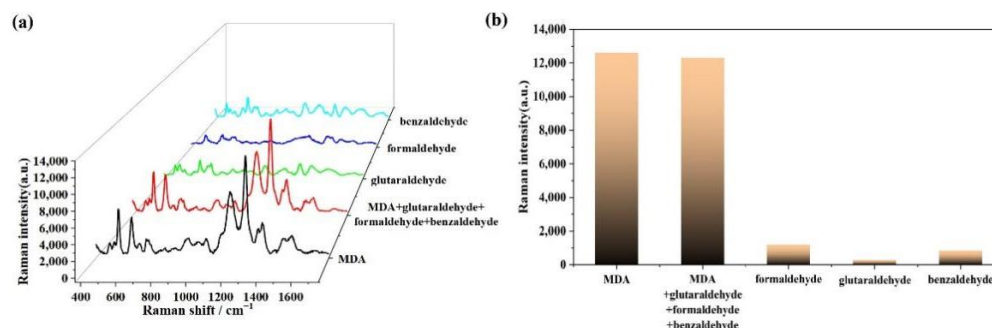 (a)
Raman intensity(a.u.)
14,000
12,000
10,000
8,000
6,000
4,000
2,000
0
400 600 800 1000 1200 1400 1600
Raman shift / cm⁻¹
benzaldehyde
formaldehyde
glutaraldehyde
MDA+glutaraldehyde+
formaldehyde+benzaldehyde
MDA
(b)
Raman intensity(a.u.)
14,000
12,000
10,000
8,000
6,000
4,000
2,000
0
MDA
MDA
+glutaraldehyde
+formaldehyde
+benzaldehyde
formaldehyde
glutaraldehyde
benzaldehyde